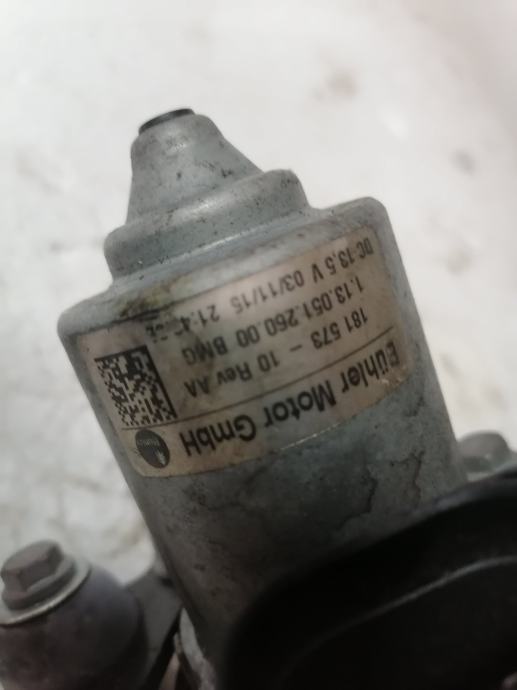 Bühler Motor GmbH
181 573 - 10 Rev AA
1.13.051.260.00 BMG
DC 13,5 V 03/11/15